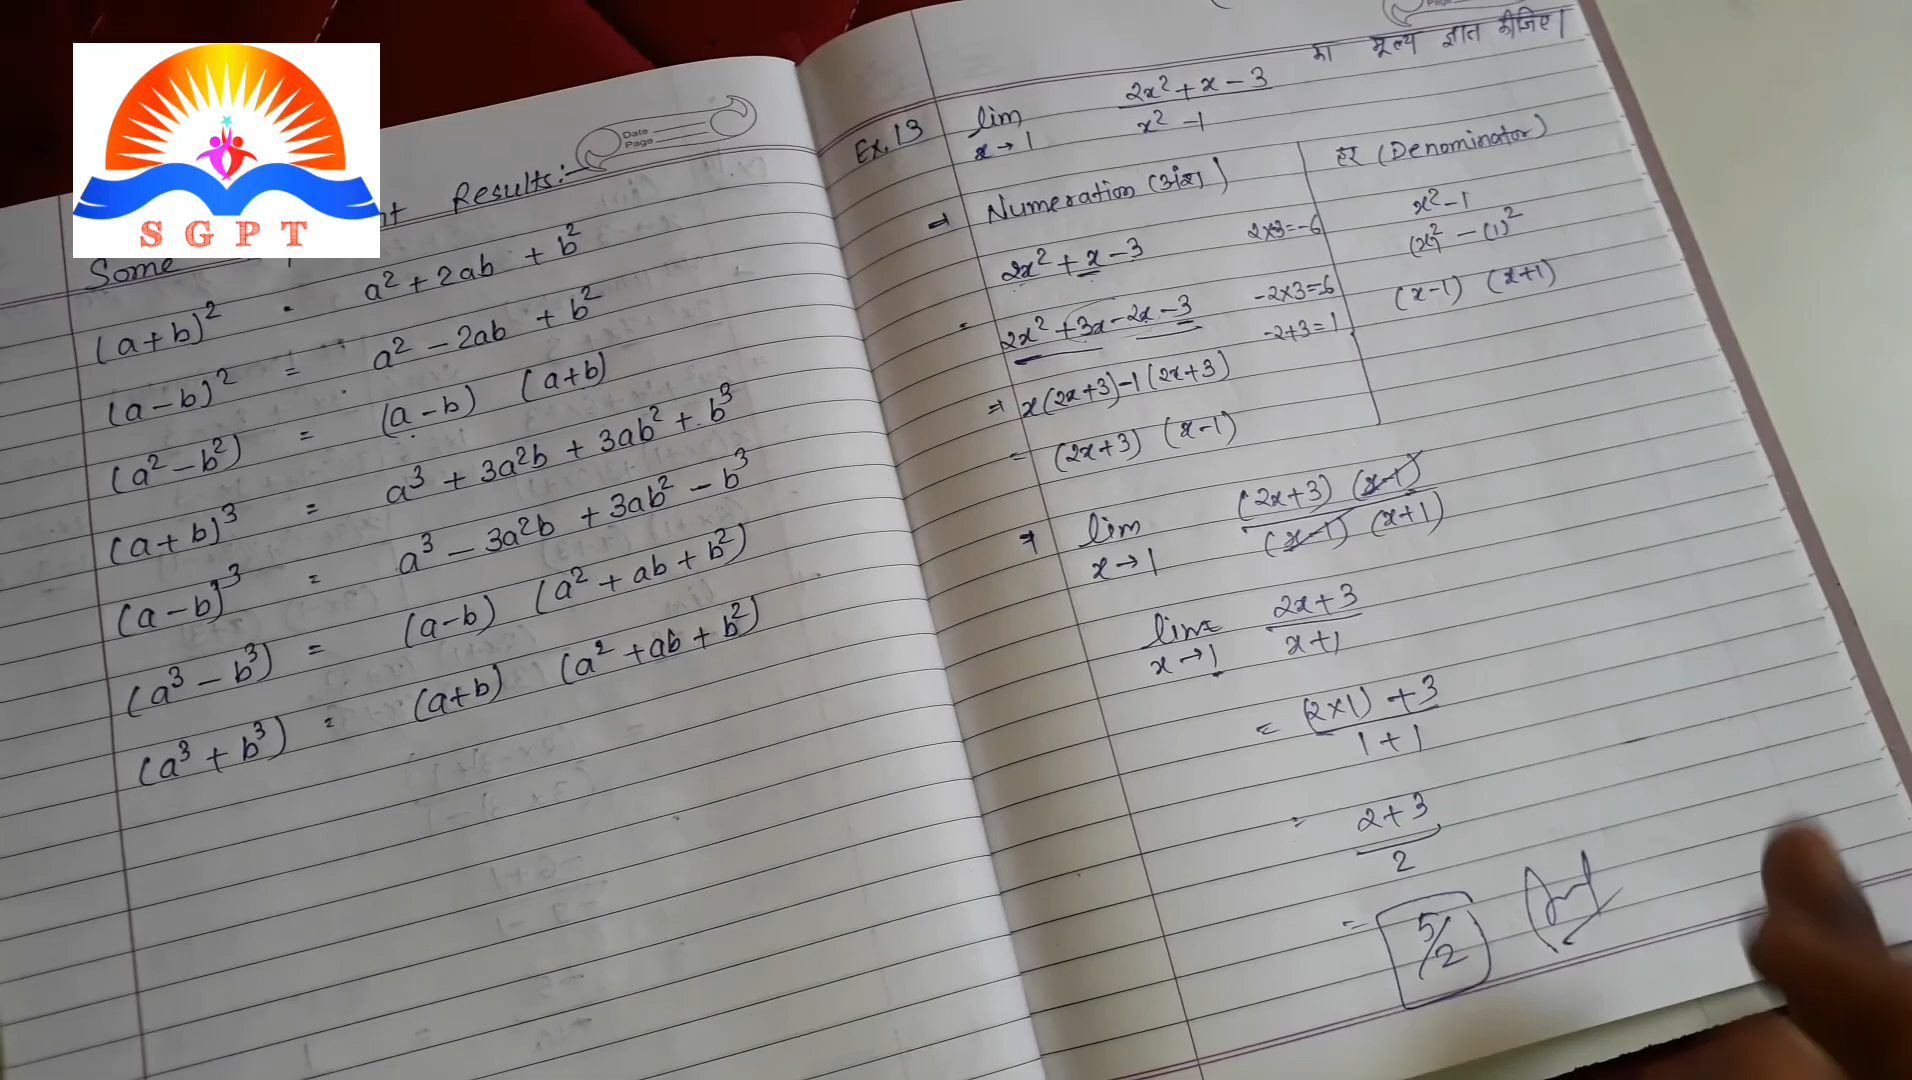 SGPT
Date
Page
Some nt Results:-
(a+b)² = a² + 2ab + b²
(a-b)² = a² - 2ab + b²
(a² - b²) = (a-b) (a+b)
(a+b)³ = a³ + 3a²b + 3ab² + b³
(a-b)³ = a³ - 3a²b + 3ab² - b³
(a³ - b³) = (a-b) (a² + ab + b²)
(a³ + b³) = (a+b) (a² + ab + b²)
Ex. 13 lim x→1 (2x² + x - 3)/(x² - 1) का मूल्य ज्ञात कीजिए।
⇒ Numeration (अंश)
2x² + x - 3 2×3=-6
= 2x² + 3x - 2x - 3 -2×3=-6
-2+3=1
⇒ x(2x+3)-1(2x+3)
= (2x+3) (x-1)
हर (Denominator)
x² - 1
(x)² - (1)²
(x-1) (x+1)
⇒ lim x→1 (2x+3) (x-1)/(x-1) (x+1)
lim x→1 2x+3/x+1
= (2×1) + 3/1+1
= 2+3/2
= 5/2